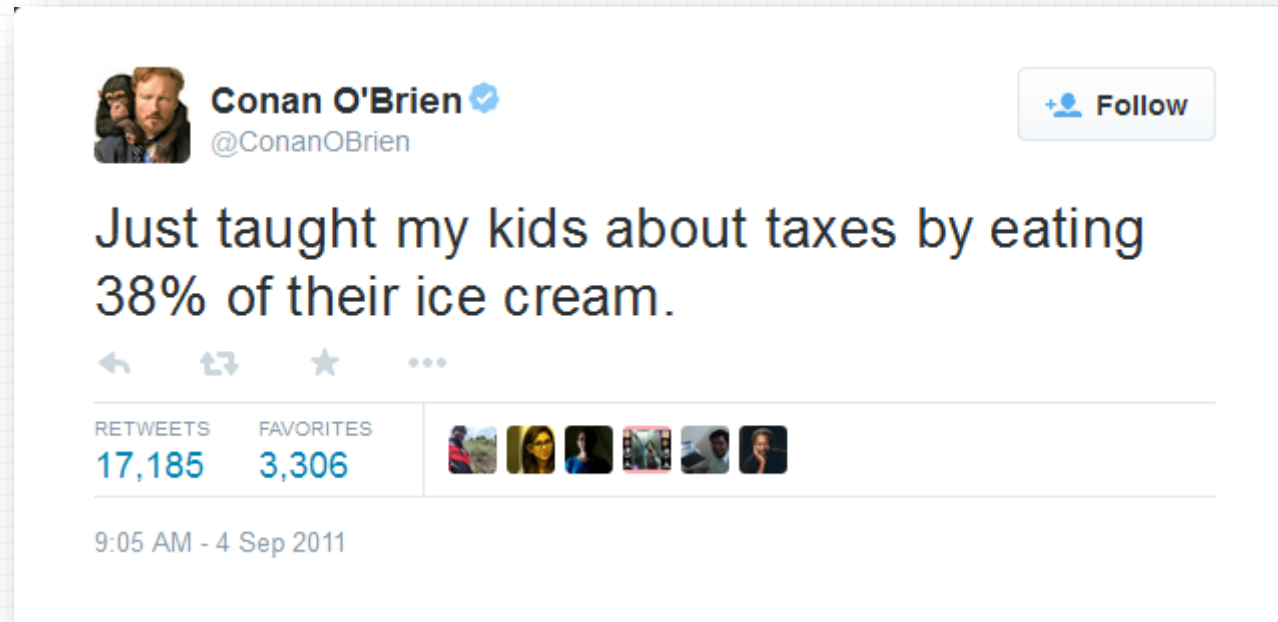 Conan O'Brien
@ConanOBrien
Follow
Just taught my kids about taxes by eating
38% of their ice cream.
RETWEETS FAVORITES
17,185 3,306
9:05 AM - 4 Sep 2011